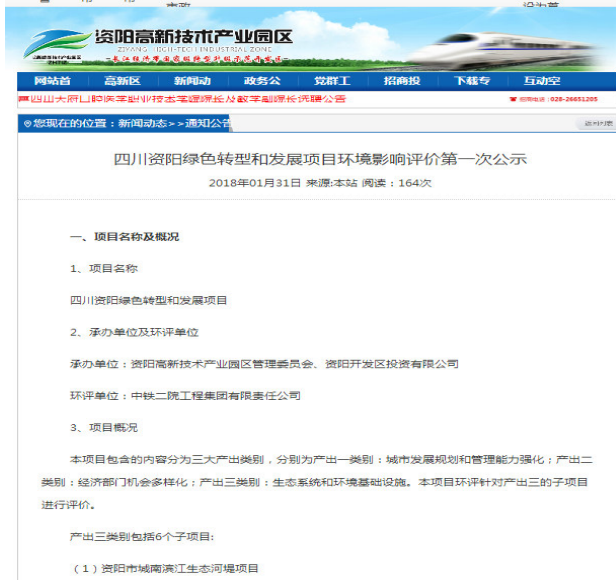 资阳高新技术产业园区
ZIYANG HIGH-TECH INDUSTRIAL ZONE
网站首 高新区 新闻动 政务公 党群工 招商投 下载专 互动空
招商电话：028-26651205
您现在的位置：新闻动态>>通知公告
返回列表
四川资阳绿色转型和发展项目环境影响评价第一次公示
2018年01月31日 来源:本站 阅读：164次
一、项目名称及概况
1、项目名称
四川资阳绿色转型和发展项目
2、承办单位及环评单位
承办单位：资阳高新技术产业园区管理委员会、资阳开发区投资有限公司
环评单位：中铁二院工程集团有限责任公司
3、项目概况
本项目包含的内容分为三大产出类别，分别为产出一类别：城市发展规划和管理能力强化；产出二
类别：经济部门机会多样化；产出三类别：生态系统和环境基础设施。本项目环评针对产出三的子项目
进行评价。
产出三类别包括6个子项目:
（1）资阳市城南滨江生态河堤项目